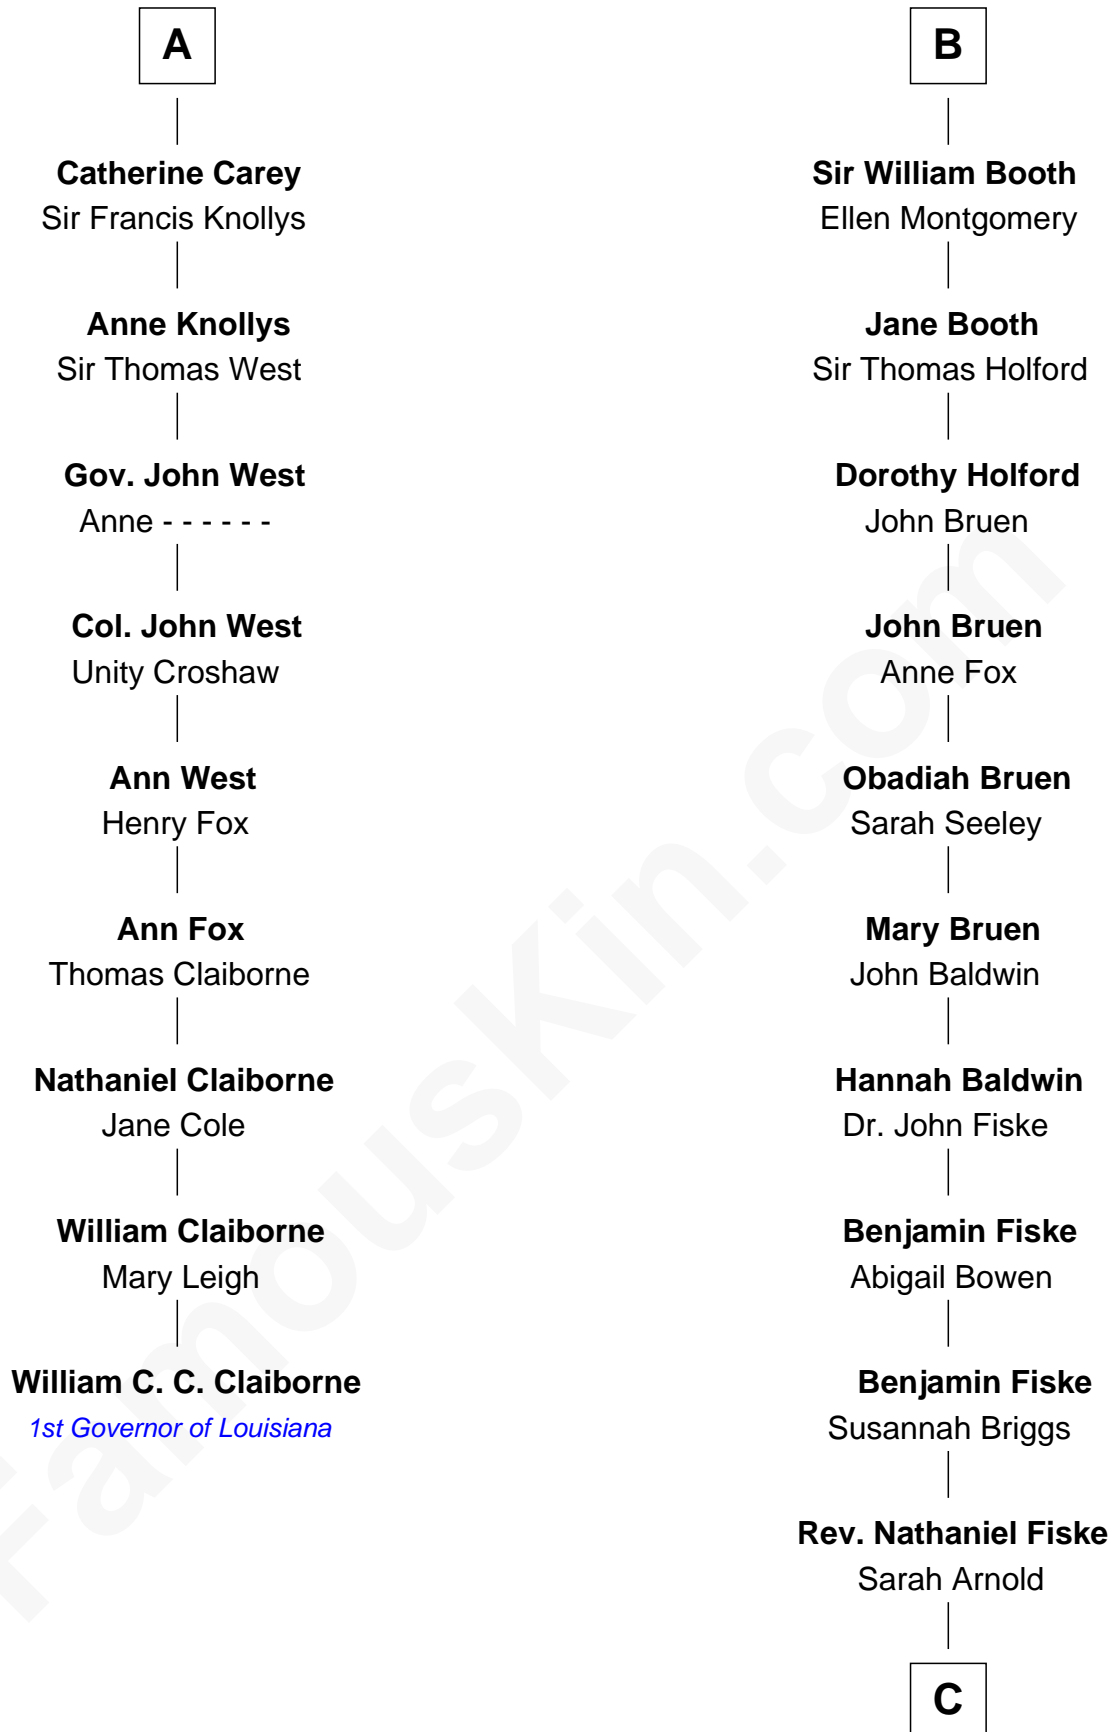 A
Catherine Carey
Sir Francis Knollys
Anne Knollys
Sir Thomas West
Gov. John West
Anne - - - - - -
Col. John West
Unity Croshaw
Ann West
Henry Fox
Ann Fox
Thomas Claiborne
Nathaniel Claiborne
Jane Cole
William Claiborne
Mary Leigh
William C. C. Claiborne
1st Governor of Louisiana
B
Sir William Booth
Ellen Montgomery
Jane Booth
Sir Thomas Holford
Dorothy Holford
John Bruen
John Bruen
Anne Fox
Obadiah Bruen
Sarah Seeley
Mary Bruen
John Baldwin
Hannah Baldwin
Dr. John Fiske
Benjamin Fiske
Abigail Bowen
Benjamin Fiske
Susannah Briggs
Rev. Nathaniel Fiske
Sarah Arnold
C
FamousKin.com